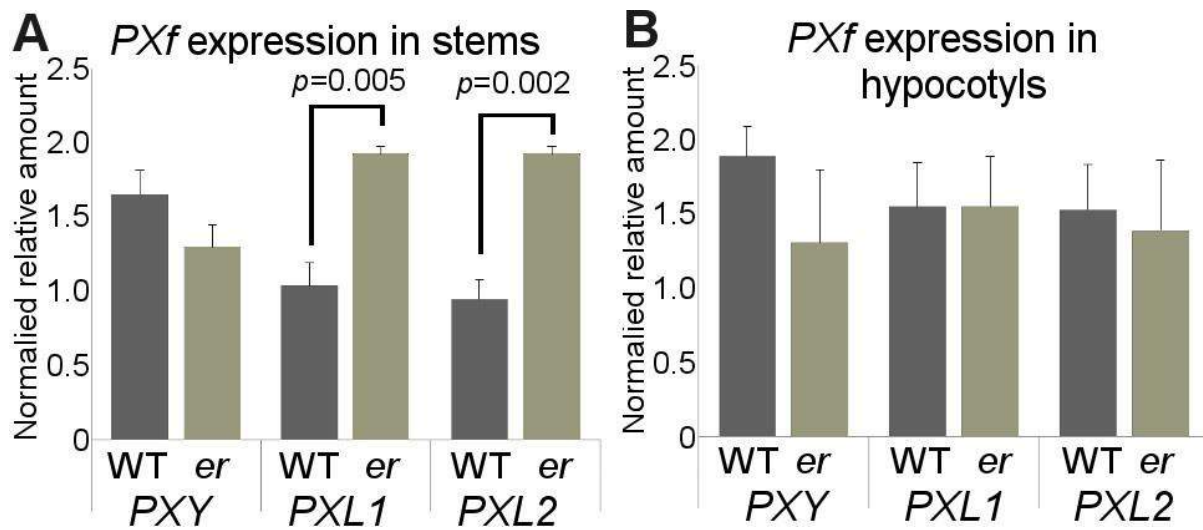 A
PXf expression in stems
Normalied relative amount
2.5
2.0
1.5
1.0
0.5
0
p=0.005
p=0.002
WT er WT er WT er
PXY PXL1 PXL2
B
PXf expression in
hypocotyls
Normalied relative amount
2.5
2.0
1.5
1.0
0.5
0
WT er WT er WT er
PXY PXL1 PXL2